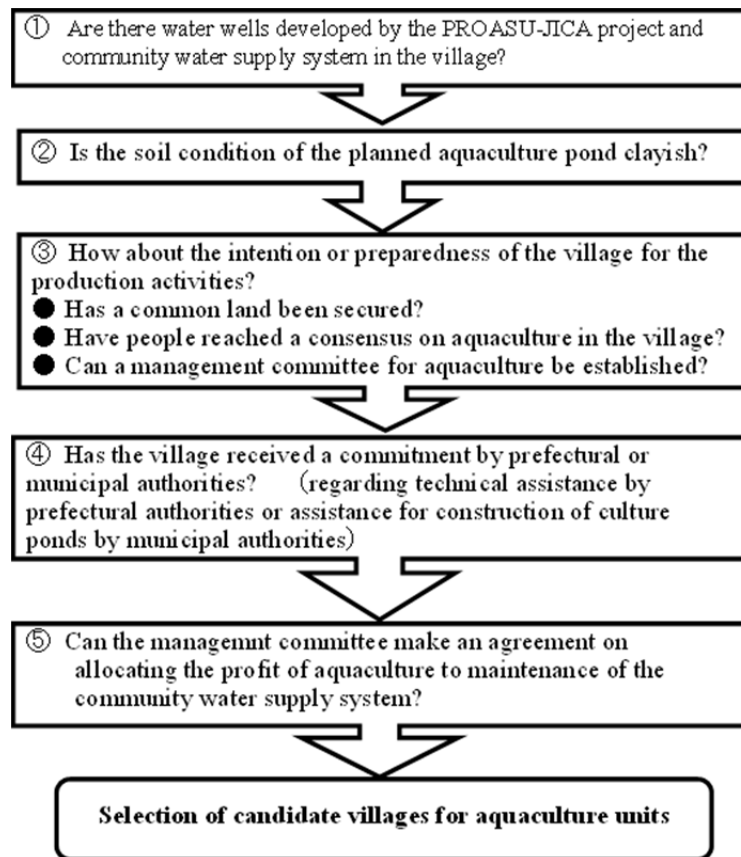 ① Are there water wells developed by the PROASU-JICA project and
community water supply system in the village?
② Is the soil condition of the planned aquaculture pond clayish?
③ How about the intention or preparedness of the village for the
production activities?
● Has a common land been secured?
● Have people reached a consensus on aquaculture in the village?
● Can a management committee for aquaculture be established?
④ Has the village received a commitment by prefectural or
municipal authorities? (regarding technical assistance by
prefectural authorities or assistance for construction of culture
ponds by municipal authorities)
⑤ Can the managemnt committee make an agreement on
allocating the profit of aquaculture to maintenance of the
community water supply system?
Selection of candidate villages for aquaculture units